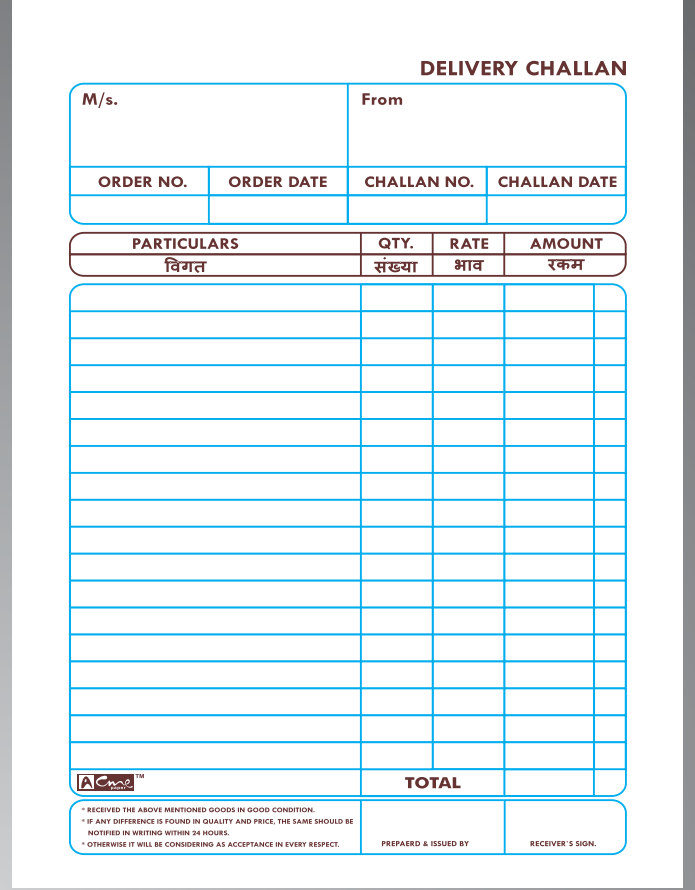 DELIVERY CHALLAN
M/s. From
ORDER NO. ORDER DATE CHALLAN NO. CHALLAN DATE
PARTICULARS QTY. RATE AMOUNT
विगत संख्या भाव रकम
Acme TM
paper
TOTAL
* RECEIVED THE ABOVE MENTIONED GOODS IN GOOD CONDITION.
* IF ANY DIFFERENCE IS FOUND IN QUALITY AND PRICE, THE SAME SHOULD BE
NOTIFIED IN WRITING WITHIN 24 HOURS.
* OTHERWISE IT WILL BE CONSIDERING AS ACCEPTANCE IN EVERY RESPECT.
PREPAERD & ISSUED BY RECEIVER'S SIGN.